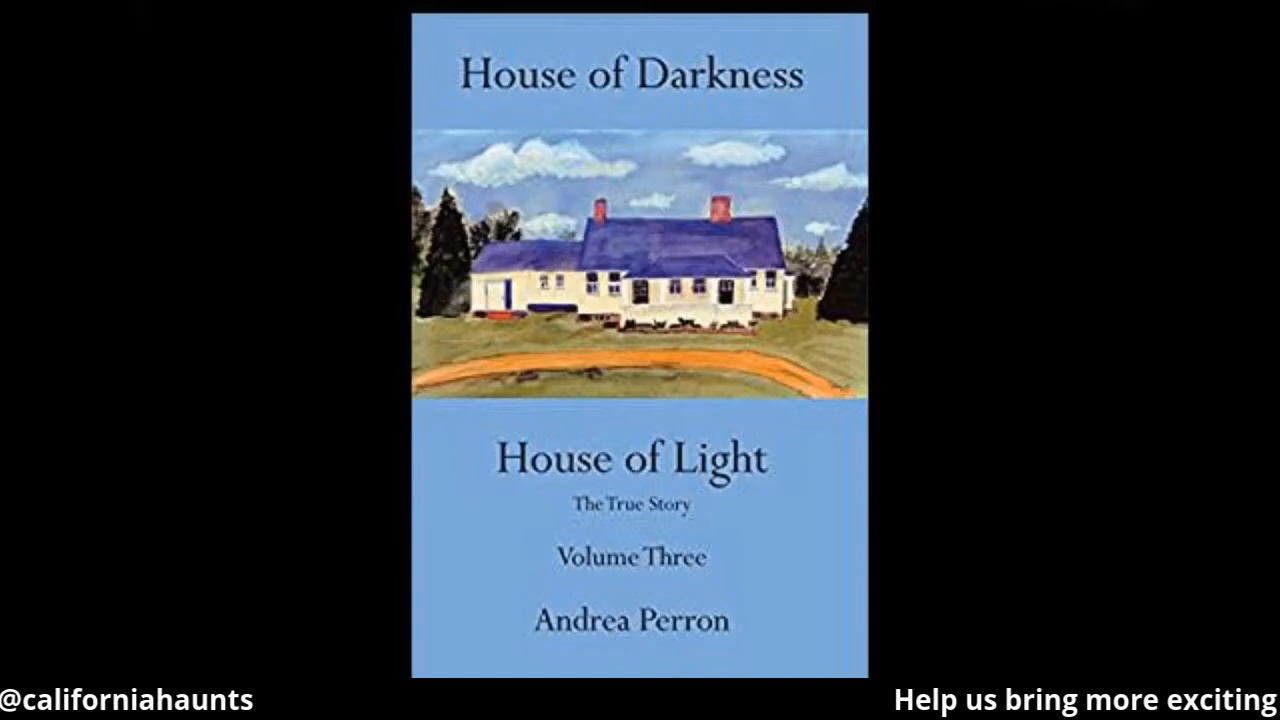 House of Darkness
House of Light
The True Story
Volume Three
Andrea Perron
@californiahaunts
Help us bring more exciting